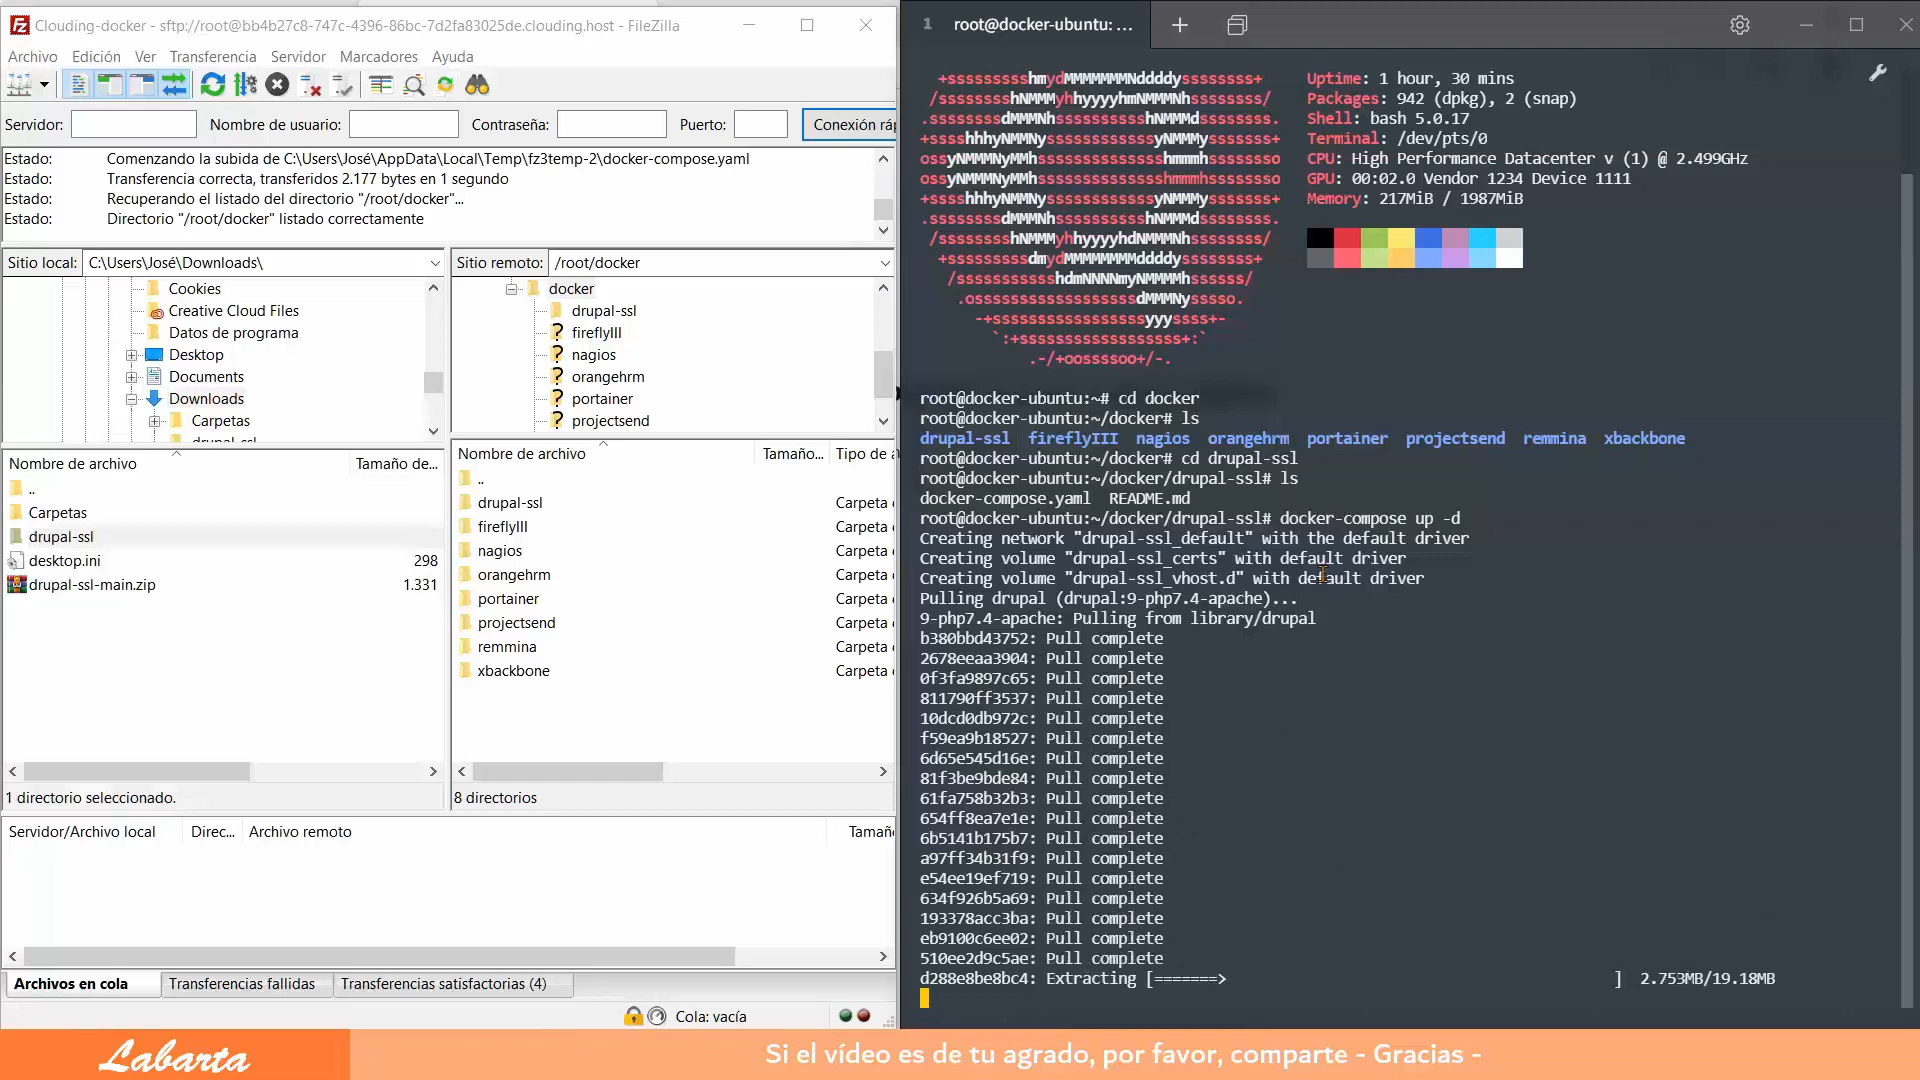 Clouding-docker - sftp://root@bb4b27c8-747c-4396-86bc-7d2fa83025de.clouding.host - FileZilla
Archivo Edición Ver Transferencia Servidor Marcadores Ayuda
Servidor: Nombre de usuario: Contraseña: Puerto: Conexión ráp
Estado: Comenzando la subida de C:\Users\José\AppData\Local\Temp\fz3temp-2\docker-compose.yaml
Estado: Transferencia correcta, transferidos 2.177 bytes en 1 segundo
Estado: Recuperando el listado del directorio "/root/docker"...
Estado: Directorio "/root/docker" listado correctamente
Sitio local: C:\Users\José\Downloads\
Cookies
Creative Cloud Files
Datos de programa
Desktop
Documents
Downloads
Carpetas
drupal-ssl
Nombre de archivo Tamaño de...
..
Carpetas
drupal-ssl
desktop.ini 298
drupal-ssl-main.zip 1.331
1 directorio seleccionado.
Sitio remoto: /root/docker
docker
drupal-ssl
fireflyIII
nagios
orangehrm
portainer
projectsend
Nombre de archivo Tamaño... Tipo de a
..
drupal-ssl Carpeta
fireflyIII Carpeta
nagios Carpeta
orangehrm Carpeta
portainer Carpeta
projectsend Carpeta
remmina Carpeta
xbackbone Carpeta
8 directorios
Servidor/Archivo local Direc... Archivo remoto Tamañ
Archivos en cola Transferencias fallidas Transferencias satisfactorias (4)
Cola: vacía
1 root@docker-ubuntu: ...
+sssssssssshmydMMMMMMMNddddyssssssss+
/sssssssshNMMMyhhyyyyhmNMMMNhssssssss/
.ssssssssdMMMNhsssssssssshNMMMdssssssss.
+sssshhhyNMMNyssssssssssssyNMMMysssssss+
ossyNMMMNyMMhsssssssssssssshmmmhssssssso
ossyNMMMNyMMhsssssssssssssshmmmhssssssso
+sssshhhyNMMNyssssssssssssyNMMMysssssss+
.ssssssssdMMMNhsssssssssshNMMMdssssssss.
/sssssssshNMMMyhhyyyyhdNMMMNhssssssss/
+sssssssssdmydMMMMMMMMddddyssssssss+
/ssssssssssshdmNNNNmyNMMMMhssssss/
.ossssssssssssssssssdMMMNysssso.
-+sssssssssssssssssyyyssss+-
`:+ssssssssssssssssss+:`
.-/+oossssoo+/-.
Uptime: 1 hour, 30 mins
Packages: 942 (dpkg), 2 (snap)
Shell: bash 5.0.17
Terminal: /dev/pts/0
CPU: High Performance Datacenter v (1) @ 2.499GHz
GPU: 00:02.0 Vendor 1234 Device 1111
Memory: 217MiB / 1987MiB
root@docker-ubuntu:~# cd docker
root@docker-ubuntu:~/docker# ls
drupal-ssl fireflyIII nagios orangehrm portainer projectsend remmina xbackbone
root@docker-ubuntu:~/docker# cd drupal-ssl
root@docker-ubuntu:~/docker/drupal-ssl# ls
docker-compose.yaml README.md
root@docker-ubuntu:~/docker/drupal-ssl# docker-compose up -d
Creating network "drupal-ssl_default" with the default driver
Creating volume "drupal-ssl_certs" with default driver
Creating volume "drupal-ssl_vhost.d" with default driver
Pulling drupal (drupal:9-php7.4-apache)...
9-php7.4-apache: Pulling from library/drupal
b380bbd43752: Pull complete
2678eeaa3904: Pull complete
0f3fa9897c65: Pull complete
811790ff3537: Pull complete
10dcd0db972c: Pull complete
f59ea9b18527: Pull complete
6d65e545d16e: Pull complete
81f3be9bde84: Pull complete
61fa758b32b3: Pull complete
654ff8ea7e1e: Pull complete
6b5141b175b7: Pull complete
a97ff34b31f9: Pull complete
e54ee19ef719: Pull complete
634f926b5a69: Pull complete
193378acc3ba: Pull complete
eb9100c6ee02: Pull complete
510ee2d9c5ae: Pull complete
d288e8be8bc4: Extracting [=======> ] 2.753MB/19.18MB
Labarta
Si el vídeo es de tu agrado, por favor, comparte - Gracias -